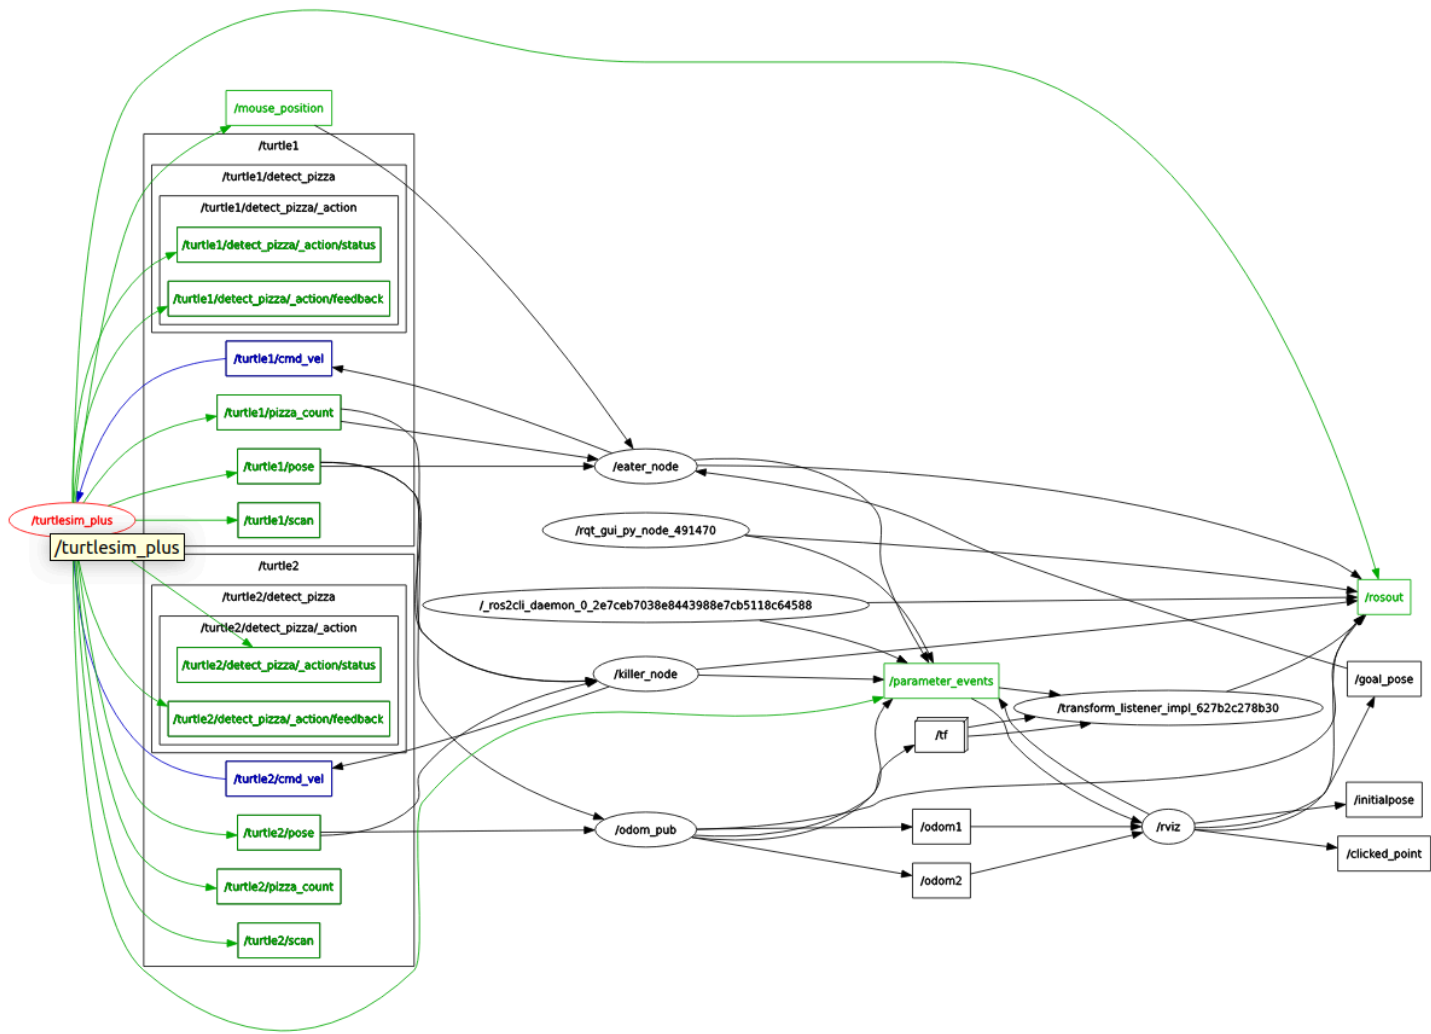 /mouse_position
/turtle1
/turtle1/detect_pizza
/turtle1/detect_pizza/_action
/turtle1/detect_pizza/_action/status
/turtle1/detect_pizza/_action/feedback
/turtle1/cmd_vel
/turtle1/pizza_count
/turtle1/pose
/turtle1/scan
/turtlesim_plus
/turtlesim_plus
/turtle2
/turtle2/detect_pizza
/turtle2/detect_pizza/_action
/turtle2/detect_pizza/_action/status
/turtle2/detect_pizza/_action/feedback
/turtle2/cmd_vel
/turtle2/pose
/turtle2/pizza_count
/turtle2/scan
/eater_node
/rqt_gui_py_node_491470
/_ros2cli_daemon_0_2e7ceb7038e8443988e7cb5118c64588
/killer_node
/odom_pub
/parameter_events
/tf
/odom1
/odom2
/transform_listener_impl_627b2c278b30
/rviz
/rosout
/goal_pose
/initialpose
/clicked_point